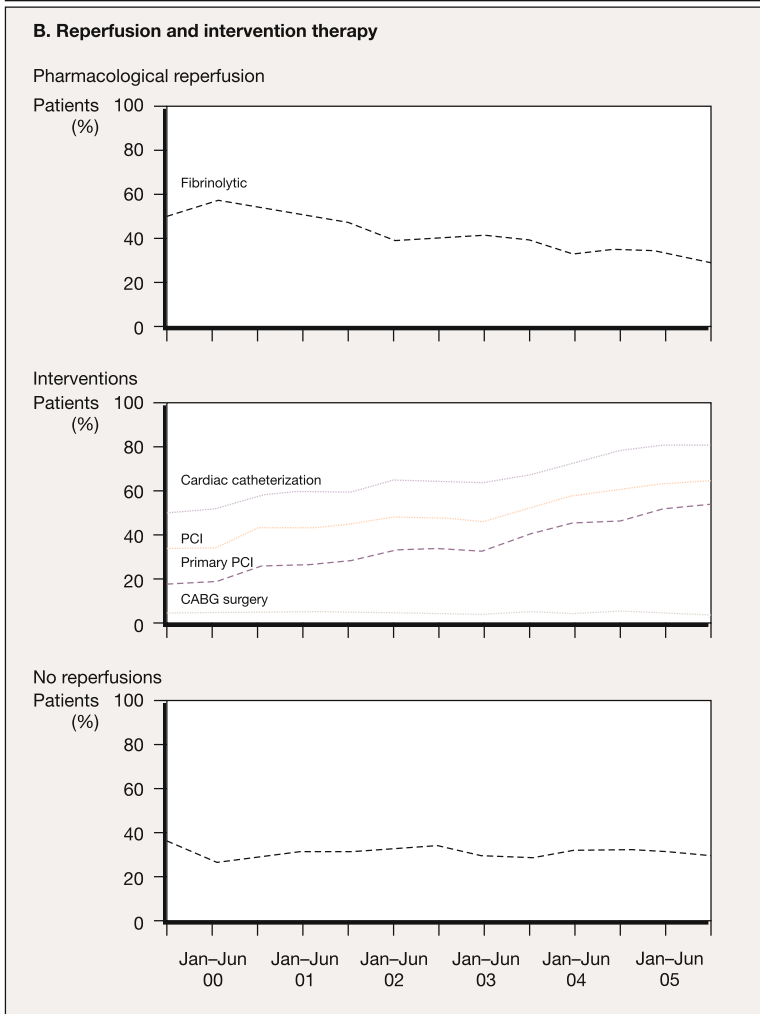 B. Reperfusion and intervention therapy
Pharmacological reperfusion
Patients
(%)
100
80
60
40
20
0
Fibrinolytic
Interventions
Patients
(%)
100
80
60
40
20
0
Cardiac catheterization
PCI
Primary PCI
CABG surgery
No reperfusions
Patients
(%)
100
80
60
40
20
0
Jan–Jun Jan–Jun Jan–Jun Jan–Jun Jan–Jun Jan–Jun
00 01 02 03 04 05